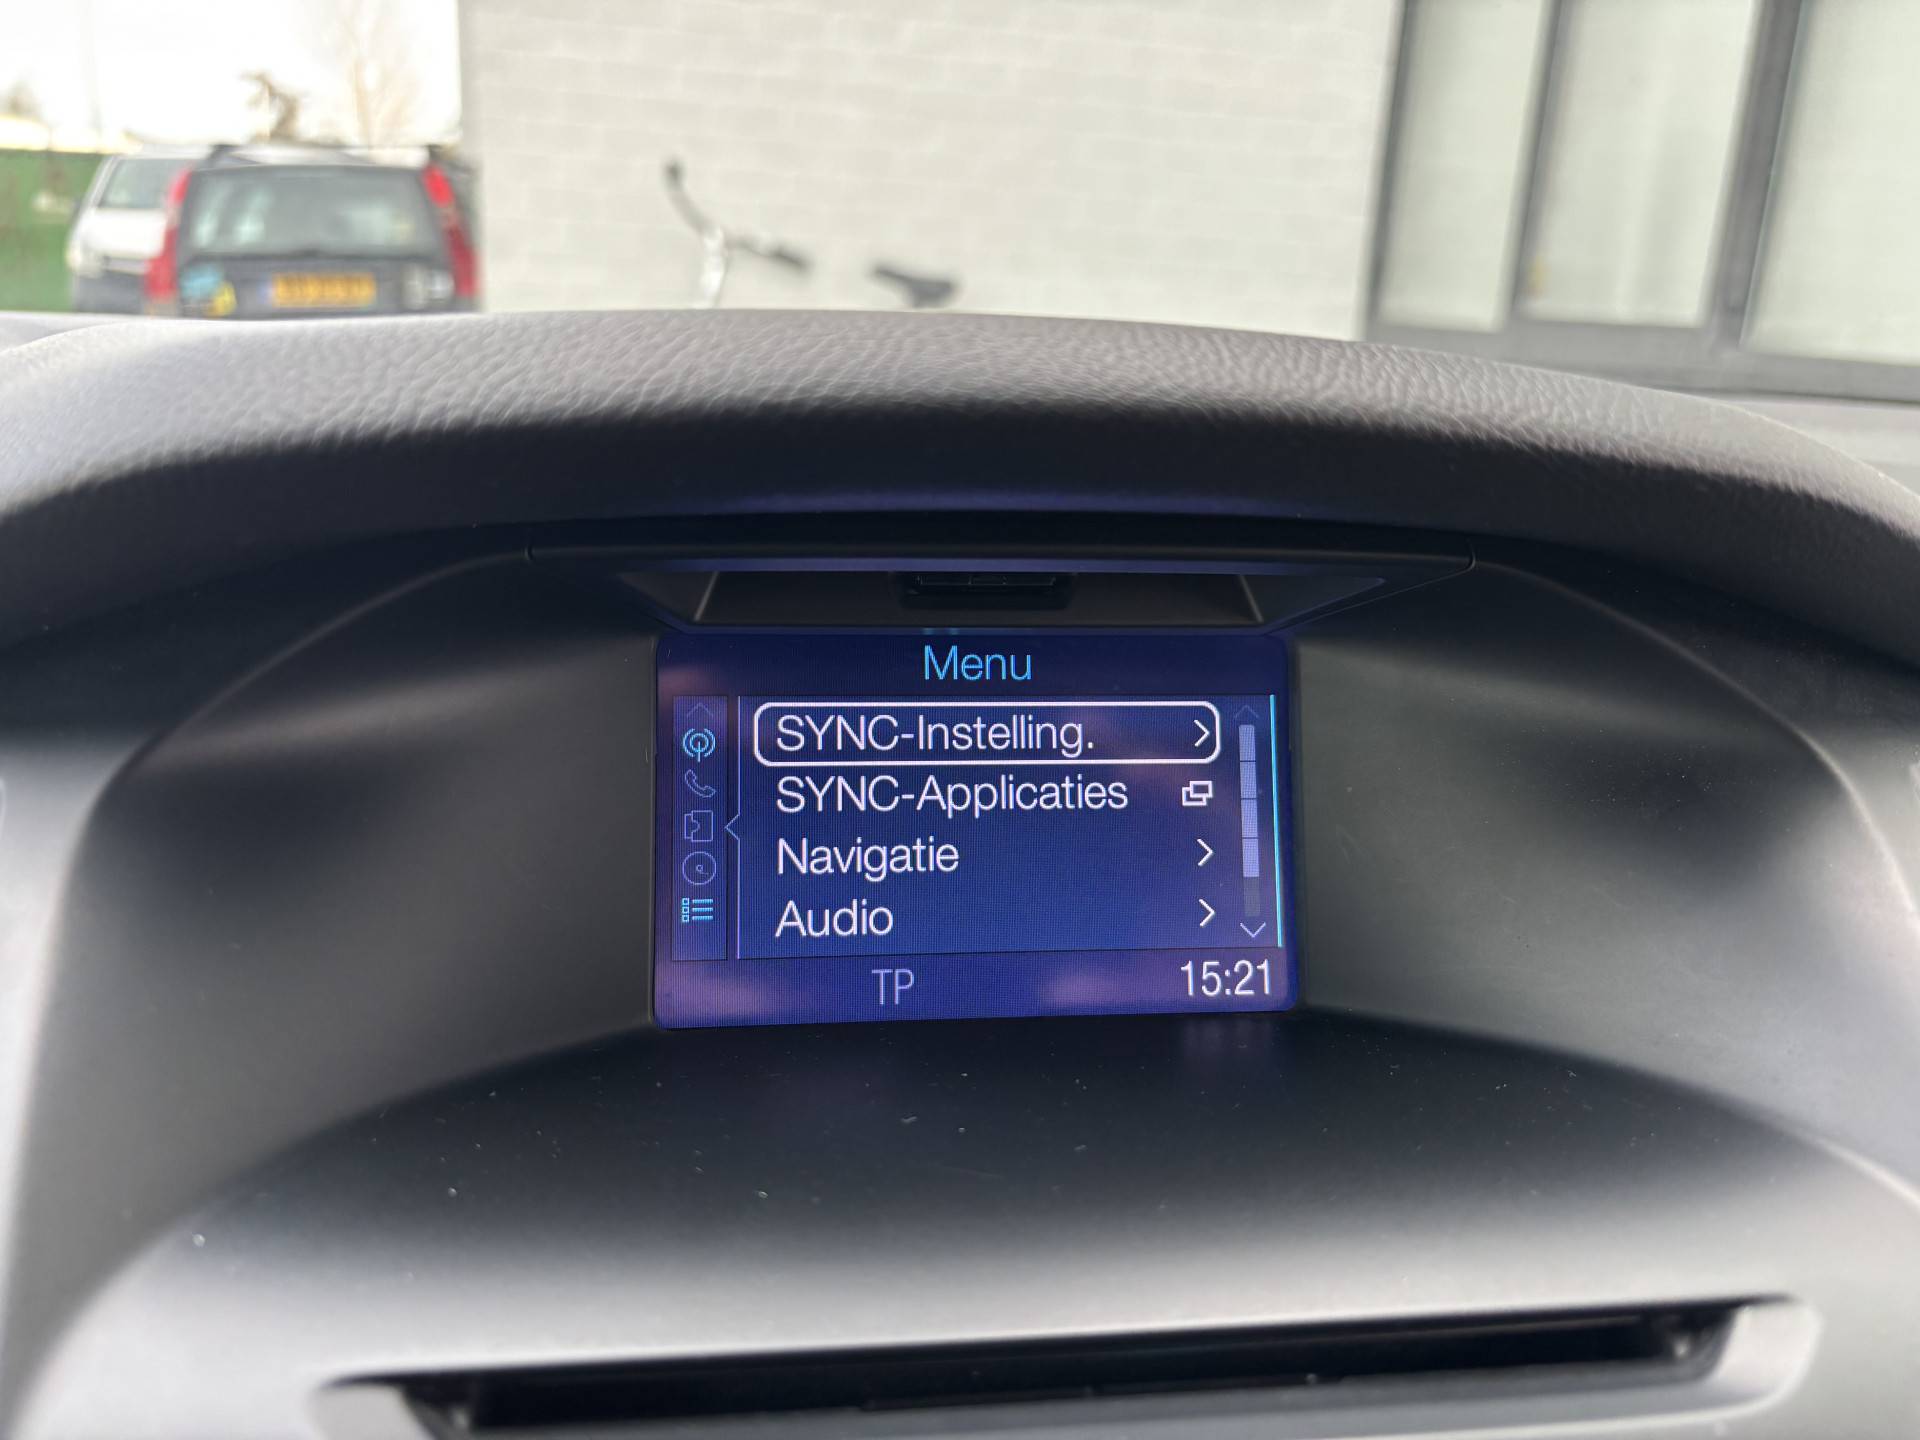 Menu
SYNC-Instelling.
SYNC-Applicaties
Navigatie
Audio
TP
15:21